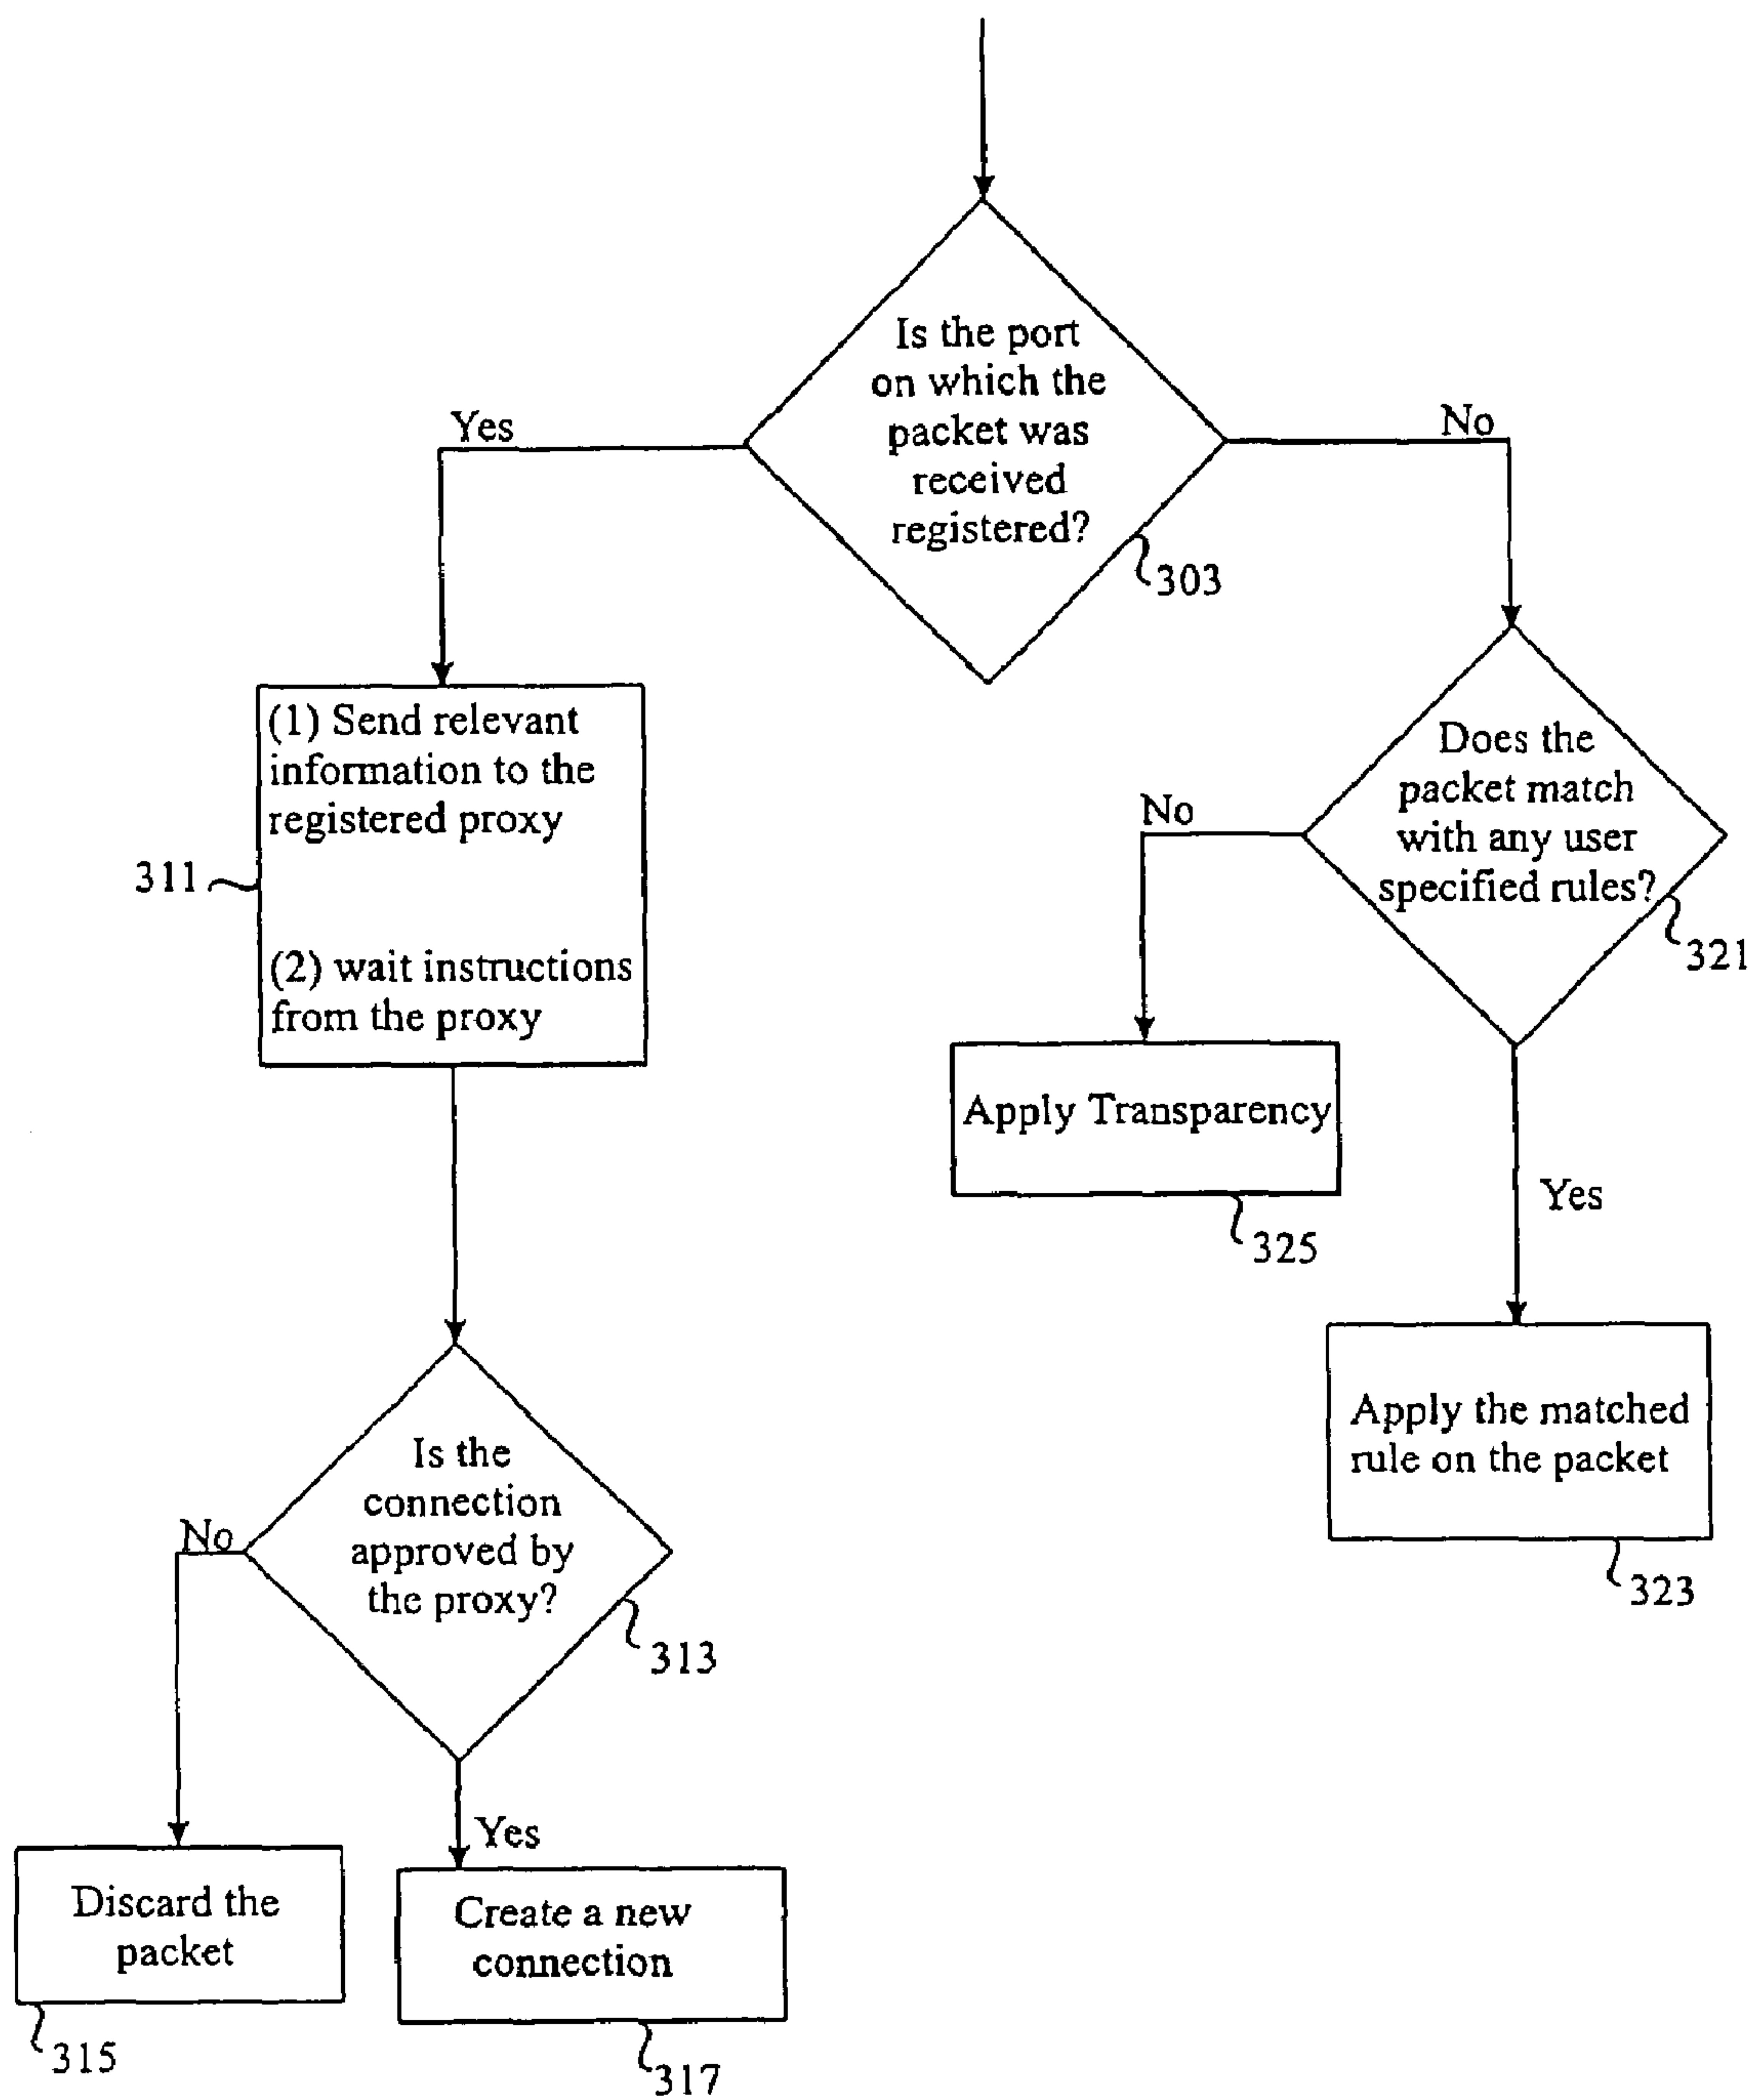 Is the port
on which the
packet was
received
registered?
303
Yes
No
(1) Send relevant
information to the
registered proxy
(2) wait instructions
from the proxy
311
Does the
packet match
with any user
specified rules?
321
No
Apply Transparency
325
Yes
Apply the matched
rule on the packet
323
Is the
connection
approved by
the proxy?
313
No
Yes
Discard the
packet
315
Create a new
connection
317